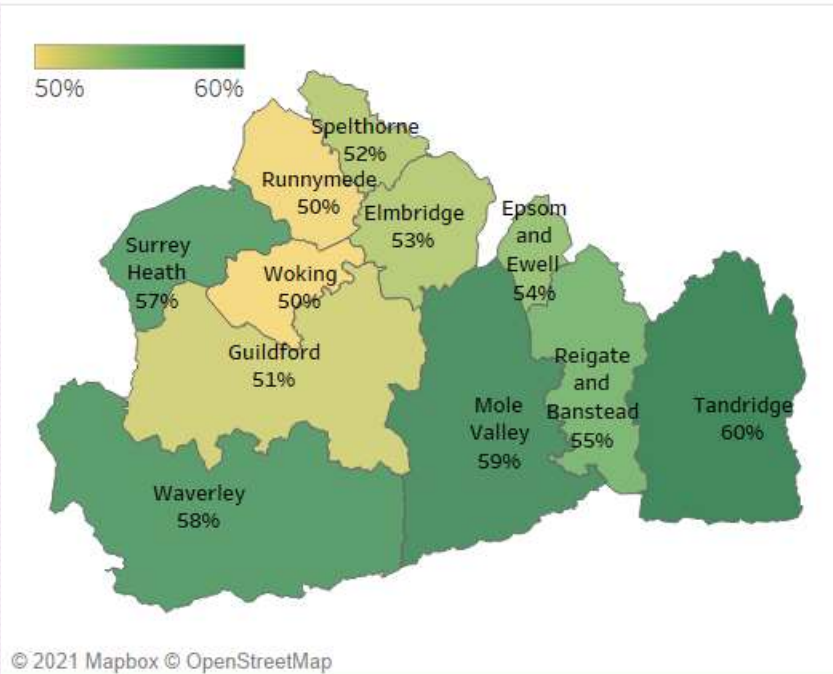 50%
60%
Spelthorne
52%
Runnymede
50%
Elmbridge
53%
Epsom
and
Ewell
54%
Surrey
Heath
57%
Woking
50%
Guildford
51%
Reigate
and
Banstead
55%
Mole
Valley
59%
Tandridge
60%
Waverley
58%
© 2021 Mapbox © OpenStreetMap